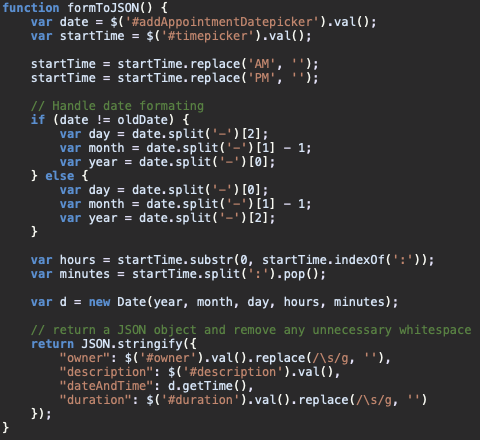 function formToJSON() {
    var date = $('#addAppointmentDatepicker').val();
    var startTime = $('#timepicker').val();

    startTime = startTime.replace('AM', '');
    startTime = startTime.replace('PM', '');

    // Handle date formating
    if (date != oldDate) {
        var day = date.split('-')[2];
        var month = date.split('-')[1] - 1;
        var year = date.split('-')[0];
    } else {
        var day = date.split('-')[0];
        var month = date.split('-')[1] - 1;
        var year = date.split('-')[2];
    }

    var hours = startTime.substr(0, startTime.indexOf(':'));
    var minutes = startTime.split(':').pop();

    var d = new Date(year, month, day, hours, minutes);

    // return a JSON object and remove any unnecessary whitespace
    return JSON.stringify({
        "owner": $('#owner').val().replace(/\s/g, ''),
        "description": $('#description').val(),
        "dateAndTime": d.getTime(),
        "duration": $('#duration').val().replace(/\s/g, '')
    });
}